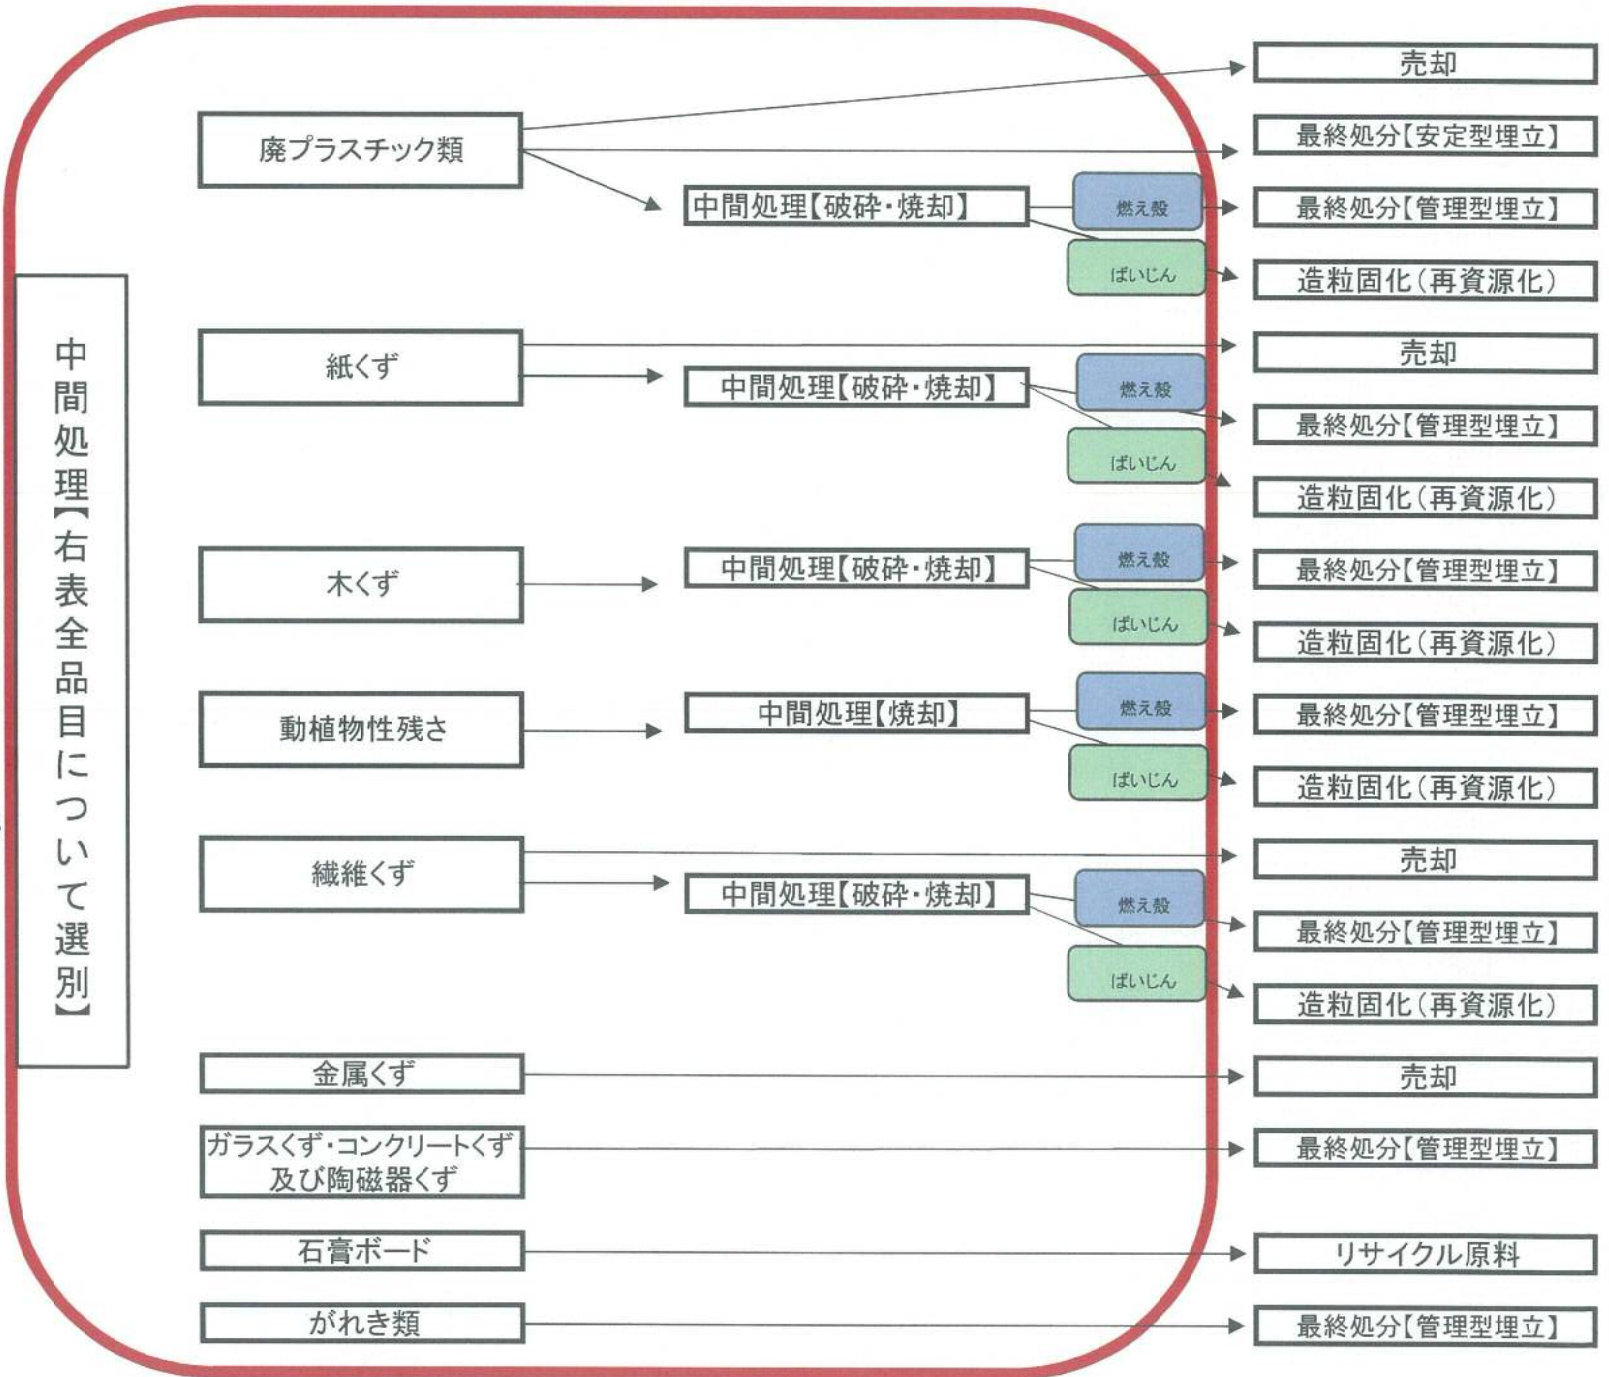 中間処理【右表全品目について選別】
廃プラスチック類
売却
最終処分【安定型埋立】
中間処理【破砕・焼却】
燃え殻
最終処分【管理型埋立】
ばいじん
造粒固化(再資源化)
紙くず
売却
中間処理【破砕・焼却】
燃え殻
最終処分【管理型埋立】
ばいじん
造粒固化(再資源化)
木くず
中間処理【破砕・焼却】
燃え殻
最終処分【管理型埋立】
ばいじん
造粒固化(再資源化)
動植物性残さ
中間処理【焼却】
燃え殻
最終処分【管理型埋立】
ばいじん
造粒固化(再資源化)
繊維くず
売却
中間処理【破砕・焼却】
燃え殻
最終処分【管理型埋立】
ばいじん
造粒固化(再資源化)
金属くず
売却
ガラスくず・コンクリートくず
及び陶磁器くず
最終処分【管理型埋立】
石膏ボード
リサイクル原料
がれき類
最終処分【管理型埋立】